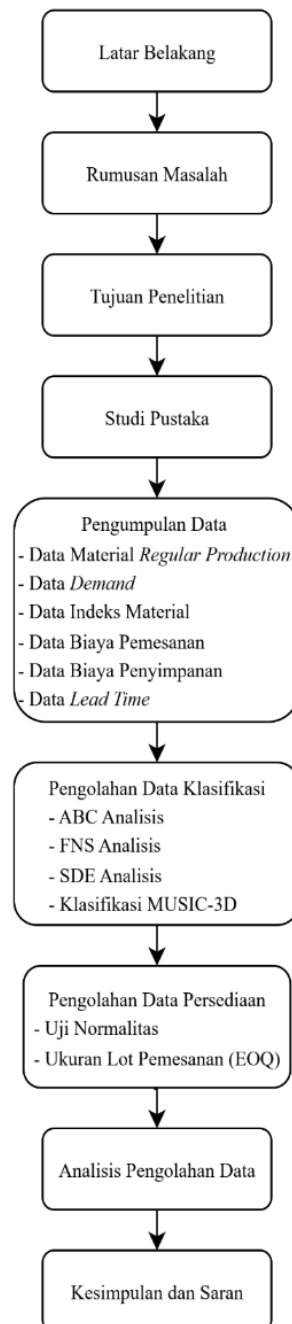 Latar Belakang
Rumusan Masalah
Tujuan Penelitian
Studi Pustaka
Pengumpulan Data
- Data Material Regular Production
- Data Demand
- Data Indeks Material
- Data Biaya Pemesanan
- Data Biaya Penyimpanan
- Data Lead Time
Pengolahan Data Klasifikasi
- ABC Analisis
- FNS Analisis
- SDE Analisis
- Klasifikasi MUSIC-3D
Pengolahan Data Persediaan
- Uji Normalitas
- Ukuran Lot Pemesanan (EOQ)
Analisis Pengolahan Data
Kesimpulan dan Saran